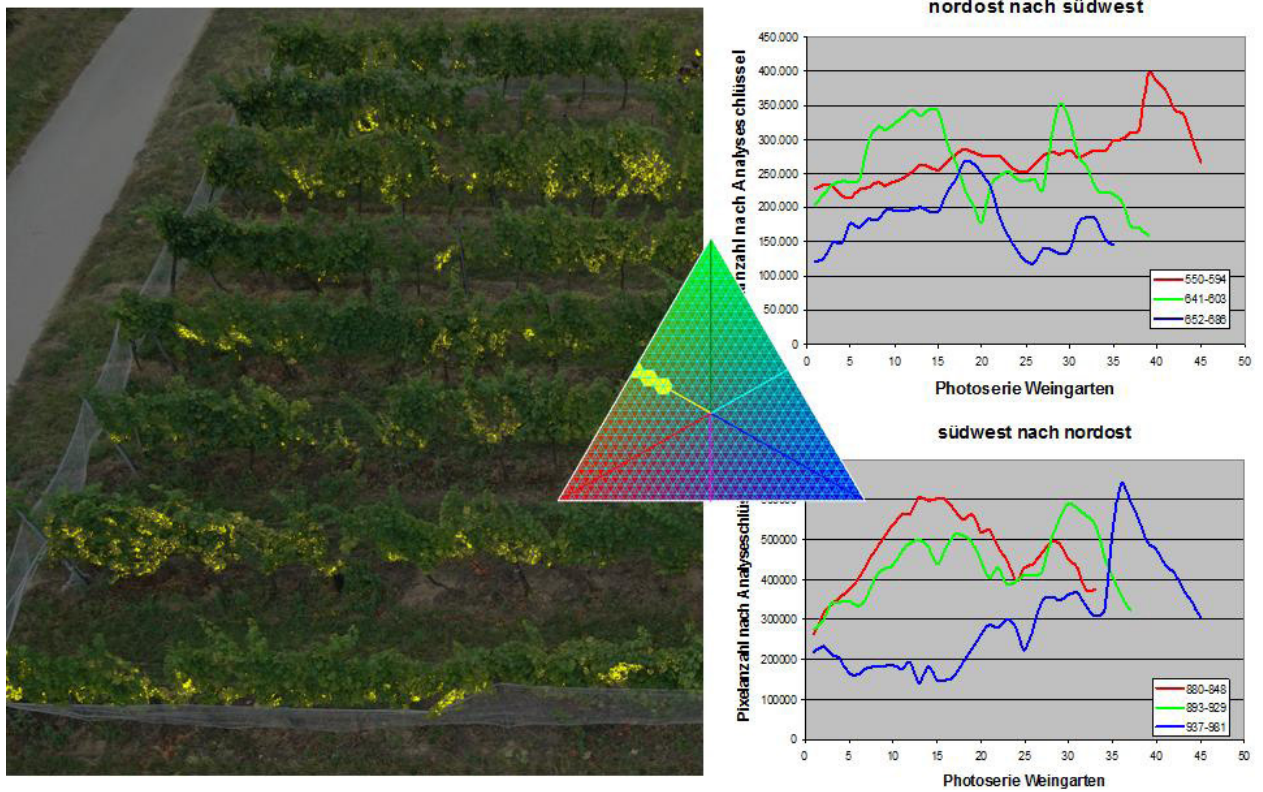 nordost nach südwest
anzahl nach Analyseschlüssel
450.000
400.000
350.000
300.000
250.000
200.000
150.000
100.000
50.000
0
0 5 10 15 20 25 30 35 40 45 50
550-594
641-603
652-686
Photoserie Weingarten
südwest nach nordost
Pixelanzahl nach Analyseschlüs
500000
400000
300000
200000
100000
0
0 5 10 15 20 25 30 35 40 45 50
880-848
893-929
937-981
Photoserie Weingarten